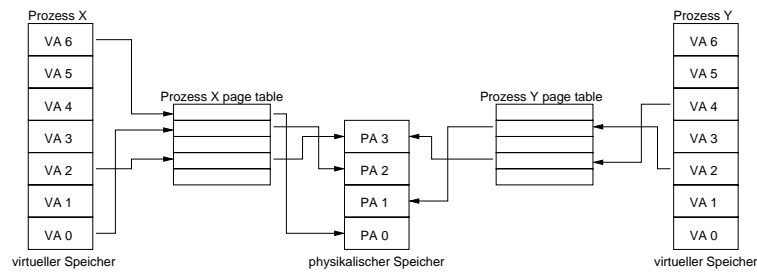 Prozess X
VA 6
VA 5
VA 4
VA 3
VA 2
VA 1
VA 0
virtueller Speicher
Prozess X page table
PA 3
PA 2
PA 1
PA 0
physikalischer Speicher
Prozess Y page table
Prozess Y
VA 6
VA 5
VA 4
VA 3
VA 2
VA 1
VA 0
virtueller Speicher